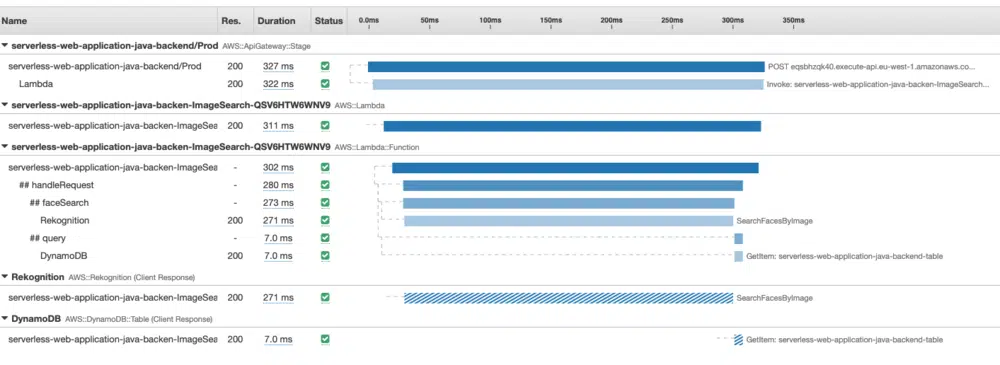 Name Res. Duration Status 0.0ms 50ms 100ms 150ms 200ms 250ms 300ms 350ms
serverless-web-application-java-backend/Prod AWS::ApiGateway::Stage
serverless-web-application-java-backend/Prod 200 327 ms POST eqsbhzqk40.execute-api.eu-west-1.amazonaws.co...
Lambda 200 322 ms Invoke: serverless-web-application-java-backen-ImageSearch...
serverless-web-application-java-backen-ImageSearch-QSV6HTW6WNV9 AWS::Lambda
serverless-web-application-java-backen-ImageSea 200 311 ms
serverless-web-application-java-backen-ImageSearch-QSV6HTW6WNV9 AWS::Lambda::Function
serverless-web-application-java-backen-ImageSea - 302 ms
## handleRequest - 280 ms
## faceSearch - 273 ms
Rekognition 200 271 ms SearchFacesByImage
## query - 7.0 ms
DynamoDB 200 7.0 ms GetItem: serverless-web-application-java-backend-table
Rekognition AWS::Rekognition (Client Response)
serverless-web-application-java-backen-ImageSea 200 271 ms SearchFacesByImage
DynamoDB AWS::DynamoDB::Table (Client Response)
serverless-web-application-java-backen-ImageSea 200 7.0 ms GetItem: serverless-web-application-java-backend-table